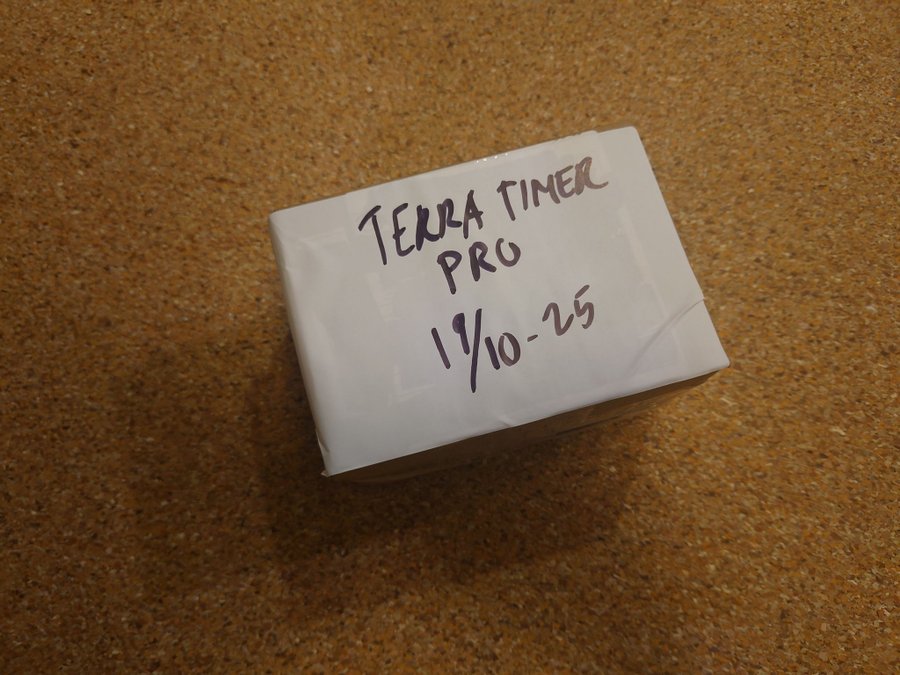 TERRA TIMER
PRO
19/10-25